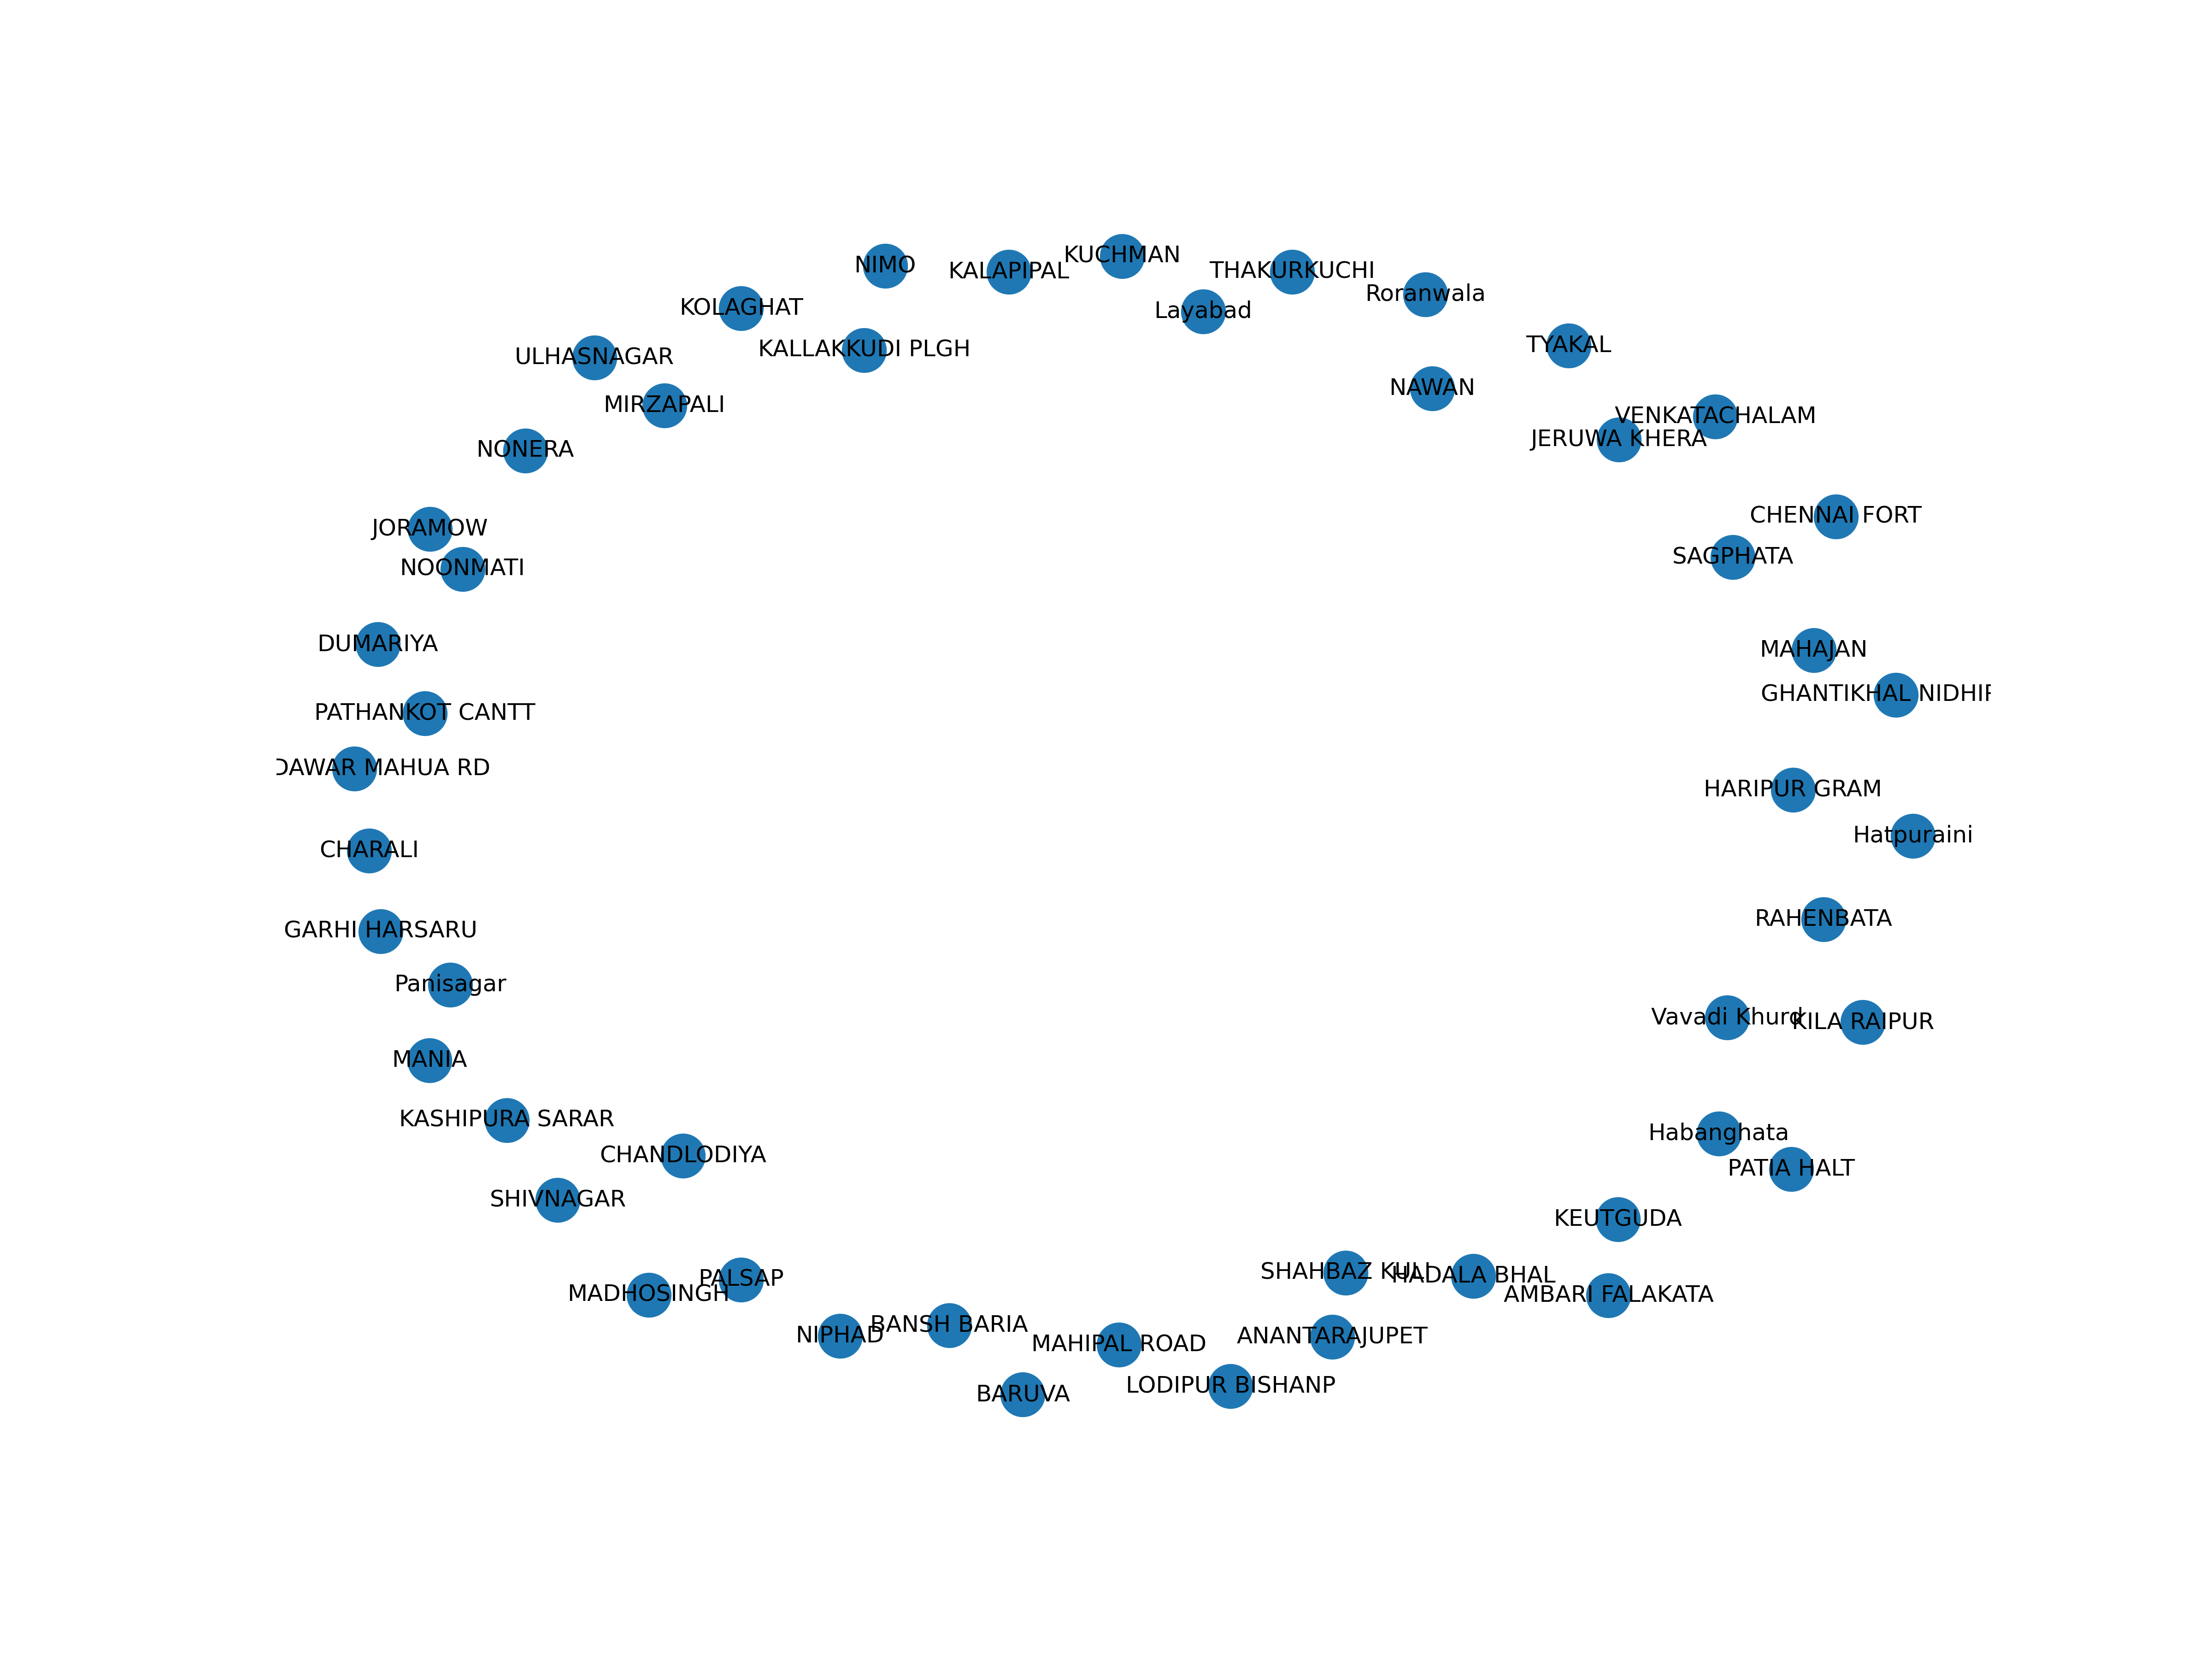 KUCHMAN
NIMO
KALAPIPAL
THAKURKUCHI
Roranwala
KOLAGHAT
Layabad
TYAKAL
KALLAKKUDI PLGH
ULHASNAGAR
NAWAN
MIRZAPALI
VENKATACHALAM
JERUWA KHERA
NONERA
CHENNAI FORT
JORAMOW
SAGPHATA
NOONMATI
DUMARIYA
MAHAJAN
GHANTIKHAL
PATHANKOT CANTT
MAHUA RD
HARIPUR GRAM
Hatpuraini
CHARALI
RAHENBATA
GARHI HARSARU
Panisagar
Vavadi Khurd
KILA RAIPUR
MANIA
KASHIPURA SARAR
Habanghata
CHANDLODIYA
PATIA HALT
SHIVNAGAR
KEUTGUDA
SHAHBAZ KULI
HADALA BHAL
PALSAP
MADHOSINGH
AMBARI FALAKATA
BANSH BARIA
NIPHAD
ANANTARAJUPET
MAHIPAL ROAD
LODIPUR BISHANP
BARUVA